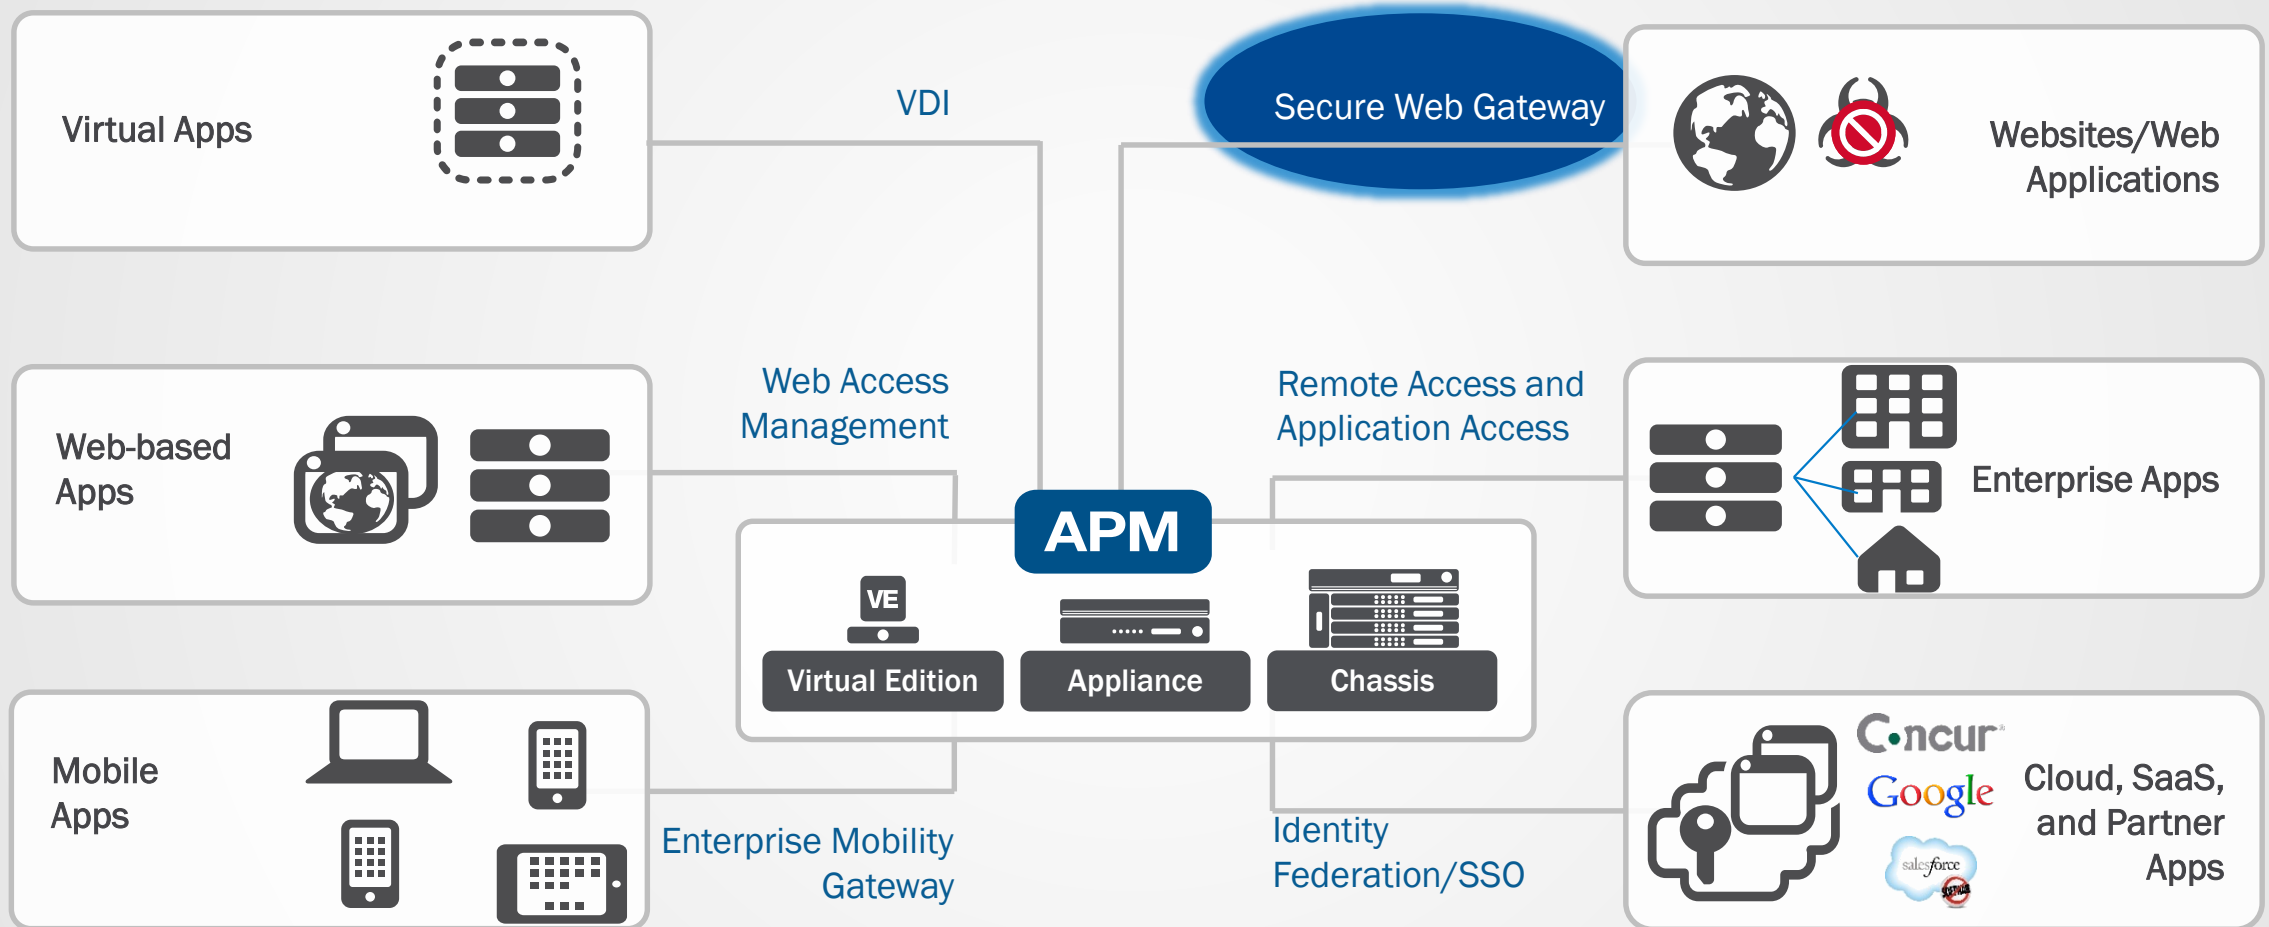 Virtual Apps
VDI
Secure Web Gateway
Websites/Web
Applications
Web-based
Apps
Web Access
Management
Remote Access and
Application Access
Enterprise Apps
APM
VE
Virtual Edition
Appliance
Chassis
Mobile
Apps
Enterprise Mobility
Gateway
Identity
Federation/SSO
Concur
Google
salesforce
SOFTWARE
Cloud, SaaS,
and Partner
Apps